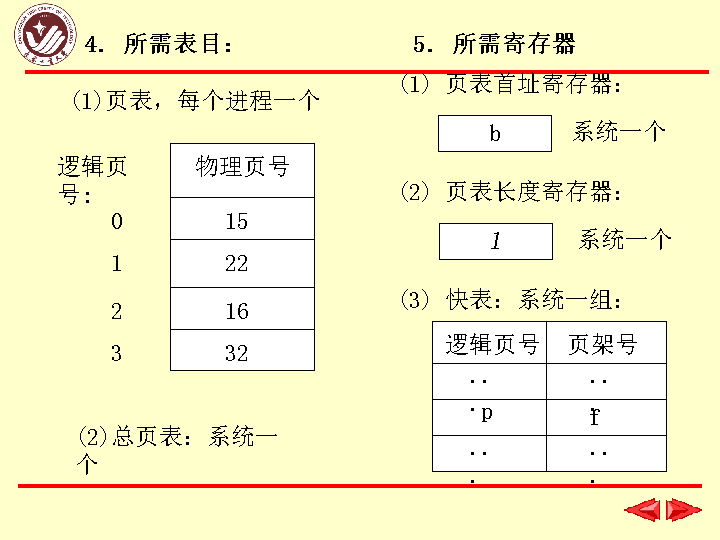 4. 所需表目：
(1)页表，每个进程一个
逻辑页号： 物理页号
0 15
1 22
2 16
3 32
(2)总页表：系统一
个
5. 所需寄存器
(1) 页表首址寄存器：
b 系统一个
(2) 页表长度寄存器：
l 系统一个
(3) 快表：系统一组：
逻辑页号 页架号
... ...
p f
... ...